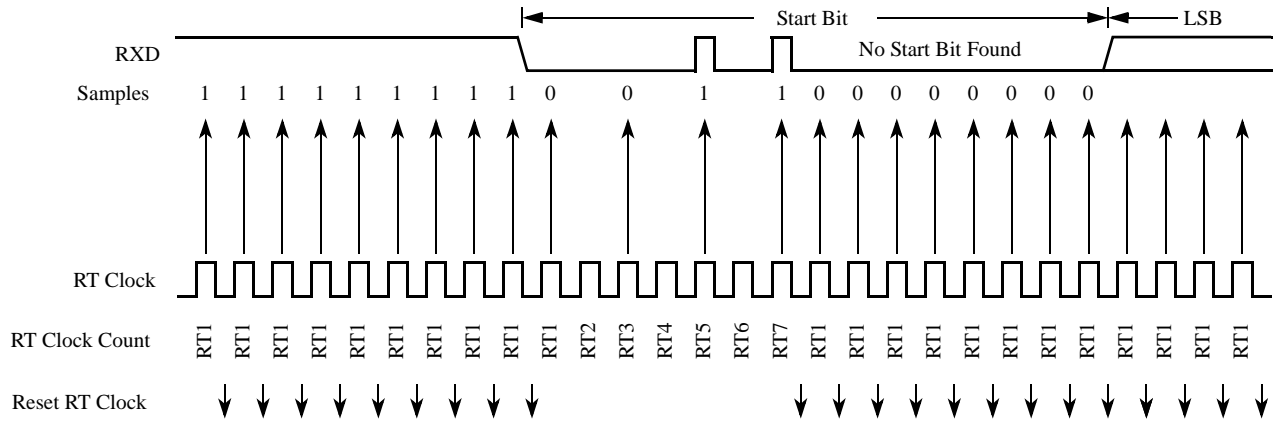 Start Bit LSB
RXD No Start Bit Found
Samples 1 1 1 1 1 1 1 1 1 0 0 1 1 0 0 0 0 0 0 0 0
RT Clock
RT Clock Count RT1 RT1 RT1 RT1 RT1 RT1 RT1 RT1 RT1 RT1 RT2 RT3 RT4 RT5 RT6 RT7 RT1 RT1 RT1 RT1 RT1 RT1 RT1 RT1 RT1 RT1 RT1 RT1
Reset RT Clock